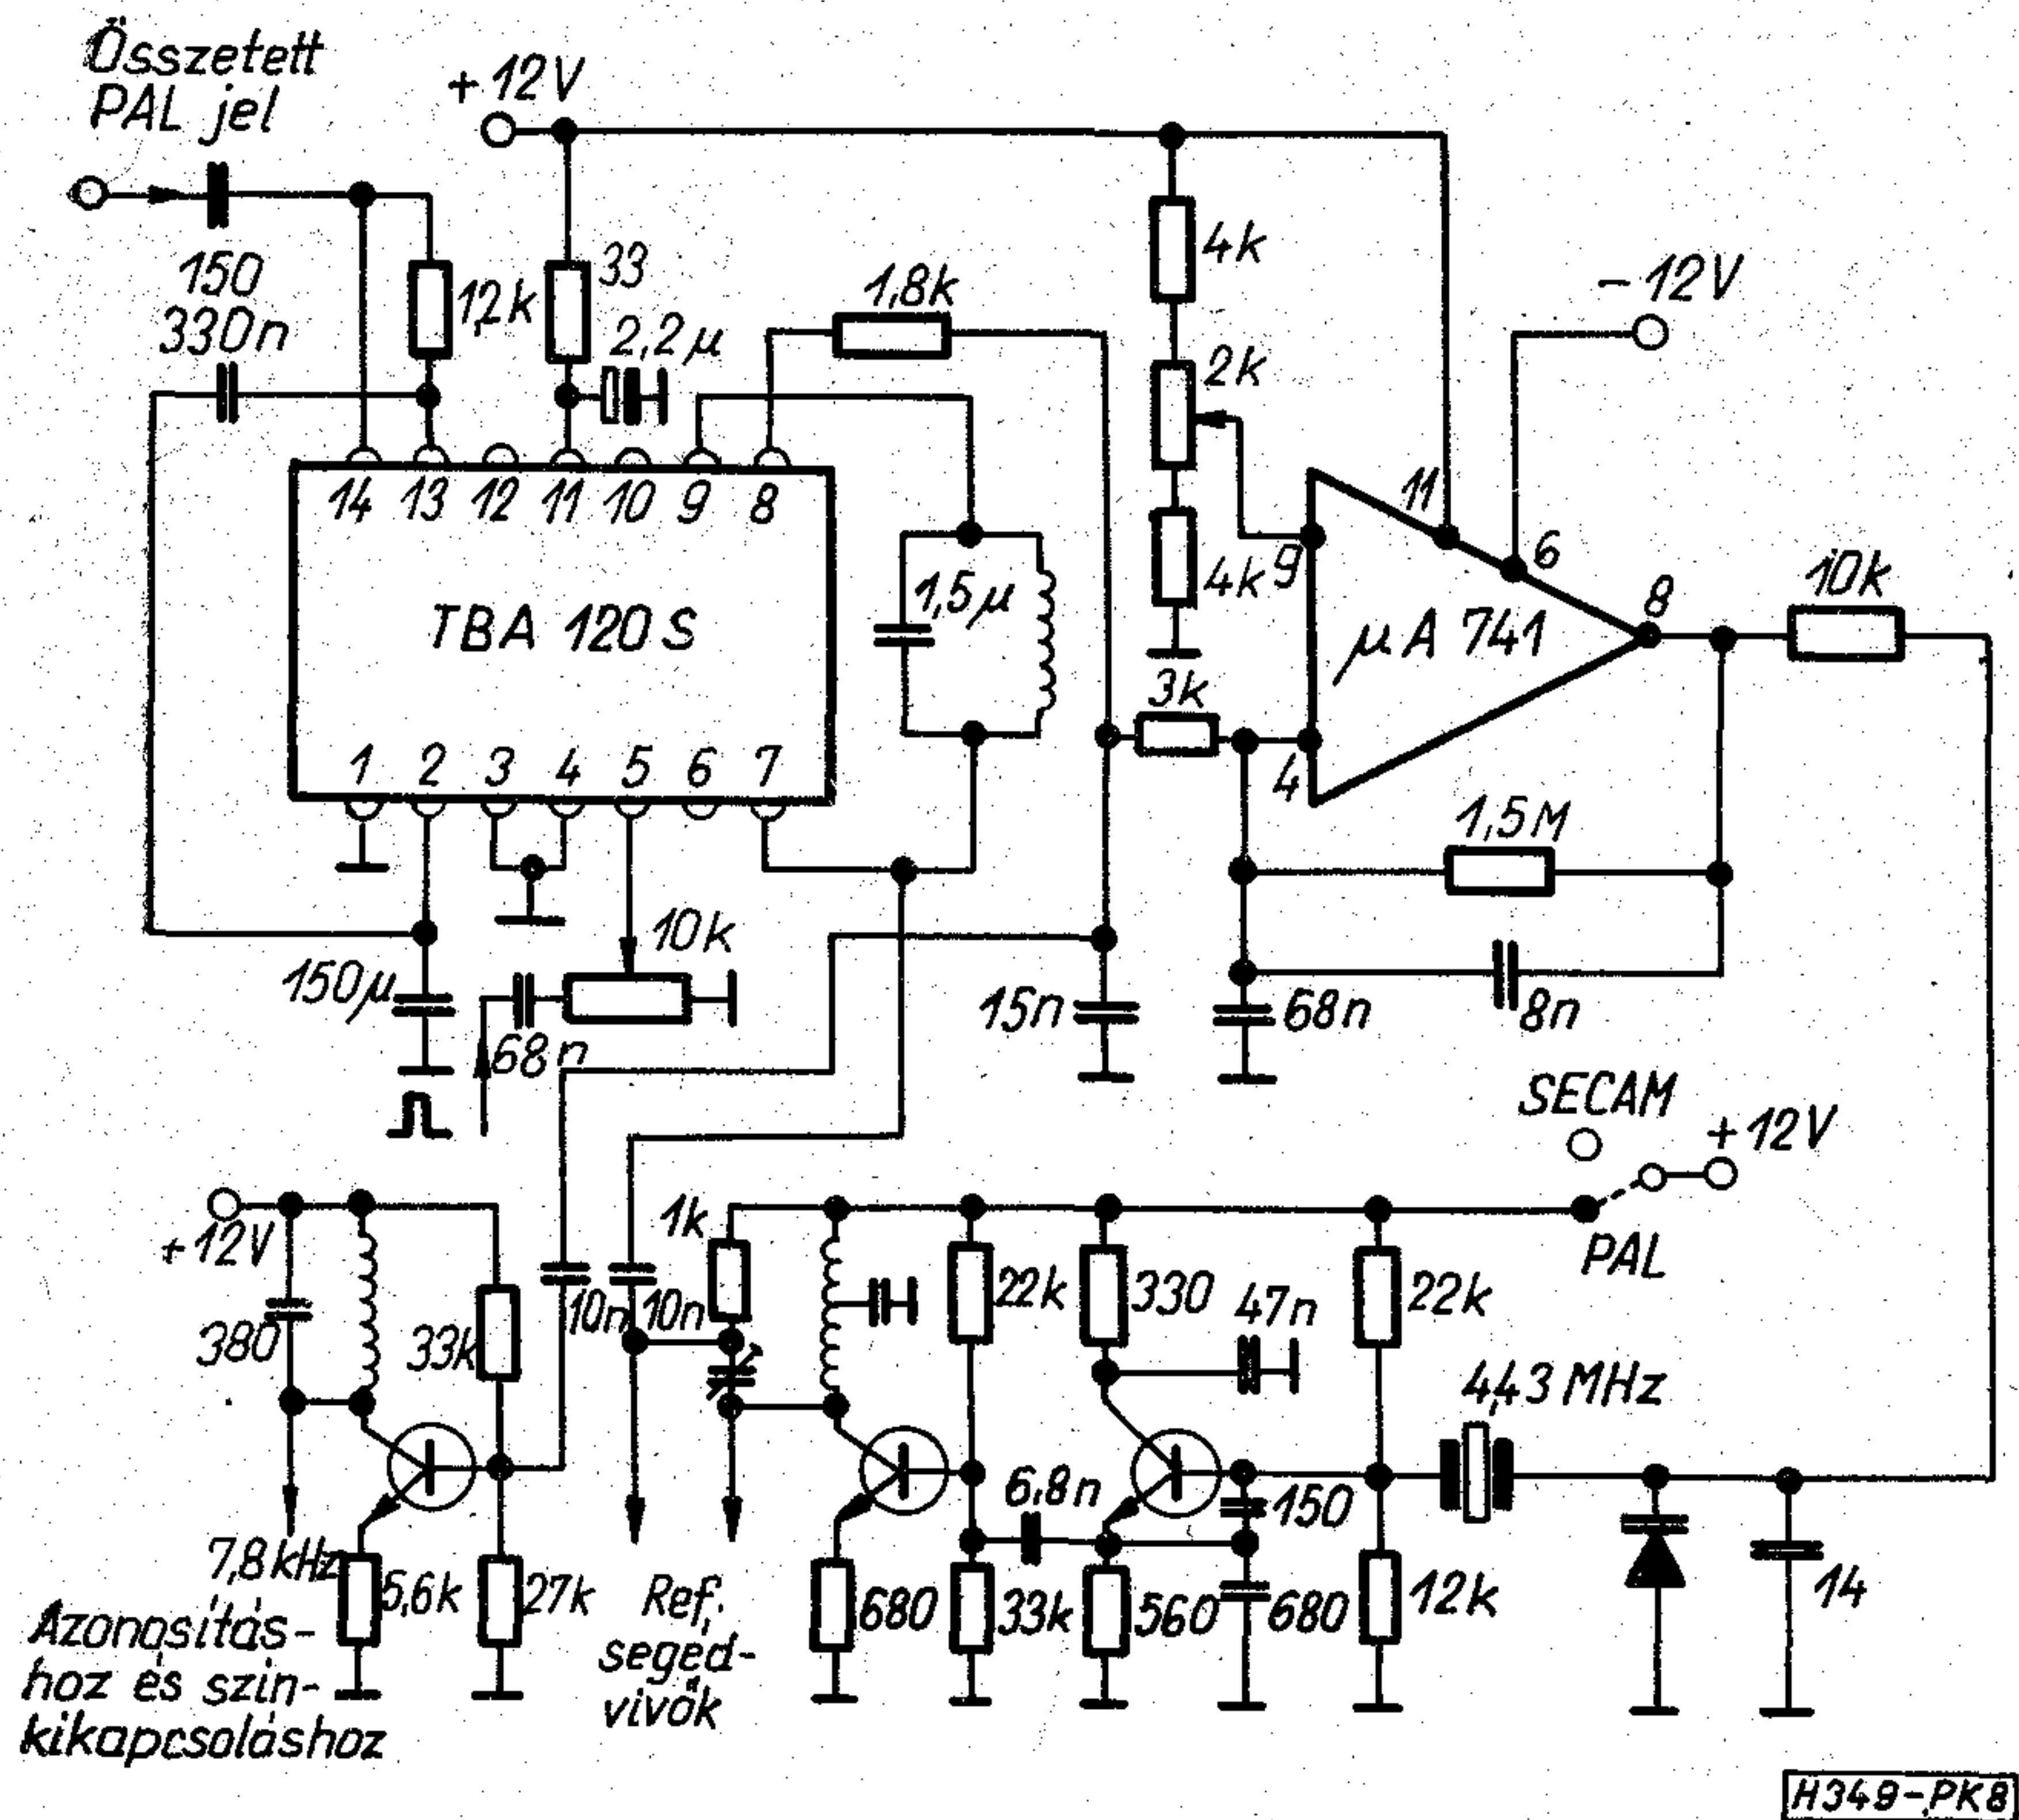 Összetett
PAL jel
+12V
150
330n
12k
33
2,2μ
1,8k
4k
2k
4k
-12V
14 13 12 11 10 9 8
TBA 120 S
1 2 3 4 5 6 7
1,5μ
9
11
6
8
μA 741
4
10k
3k
1,5M
8n
68n
15n
150μ
10k
68n
SECAM
+12V
PAL
+12V
380
33k
10n
10n
1k
22k
330
47n
22k
4,43 MHz
6,8n
150
7,8kHz
5,6k
27k
680
33k
560
680
12k
14
Azonosítás-
hoz és szin-
kikapcsoláshoz
Ref.
segéd-
vivők
H349-PK8